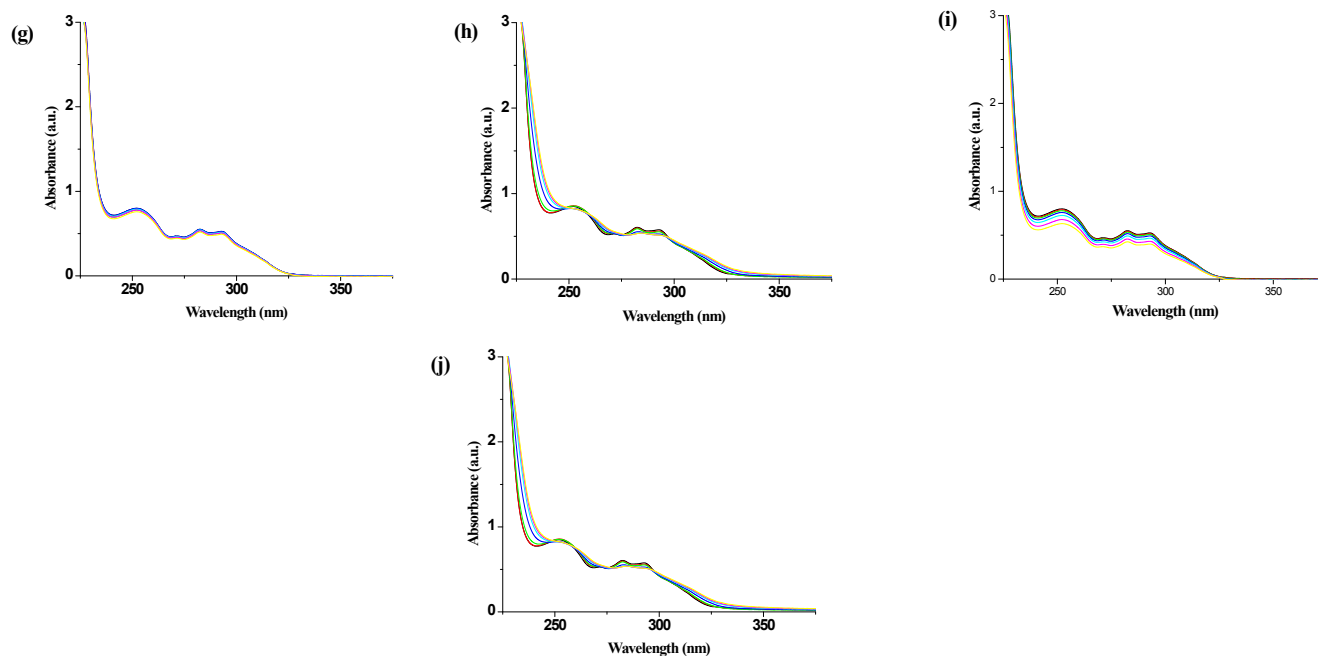 (g)
3
2
1
0
Absorbance (a.u.)
250
300
350
Wavelength (nm)
(h)
3
2
1
0
Absorbance (a.u.)
250
300
350
Wavelength (nm)
(i)
3
2
1
0
Absorbance (a.u.)
250
300
350
Wavelength (nm)
(j)
3
2
1
0
Absorbance (a.u.)
250
300
350
Wavelength (nm)